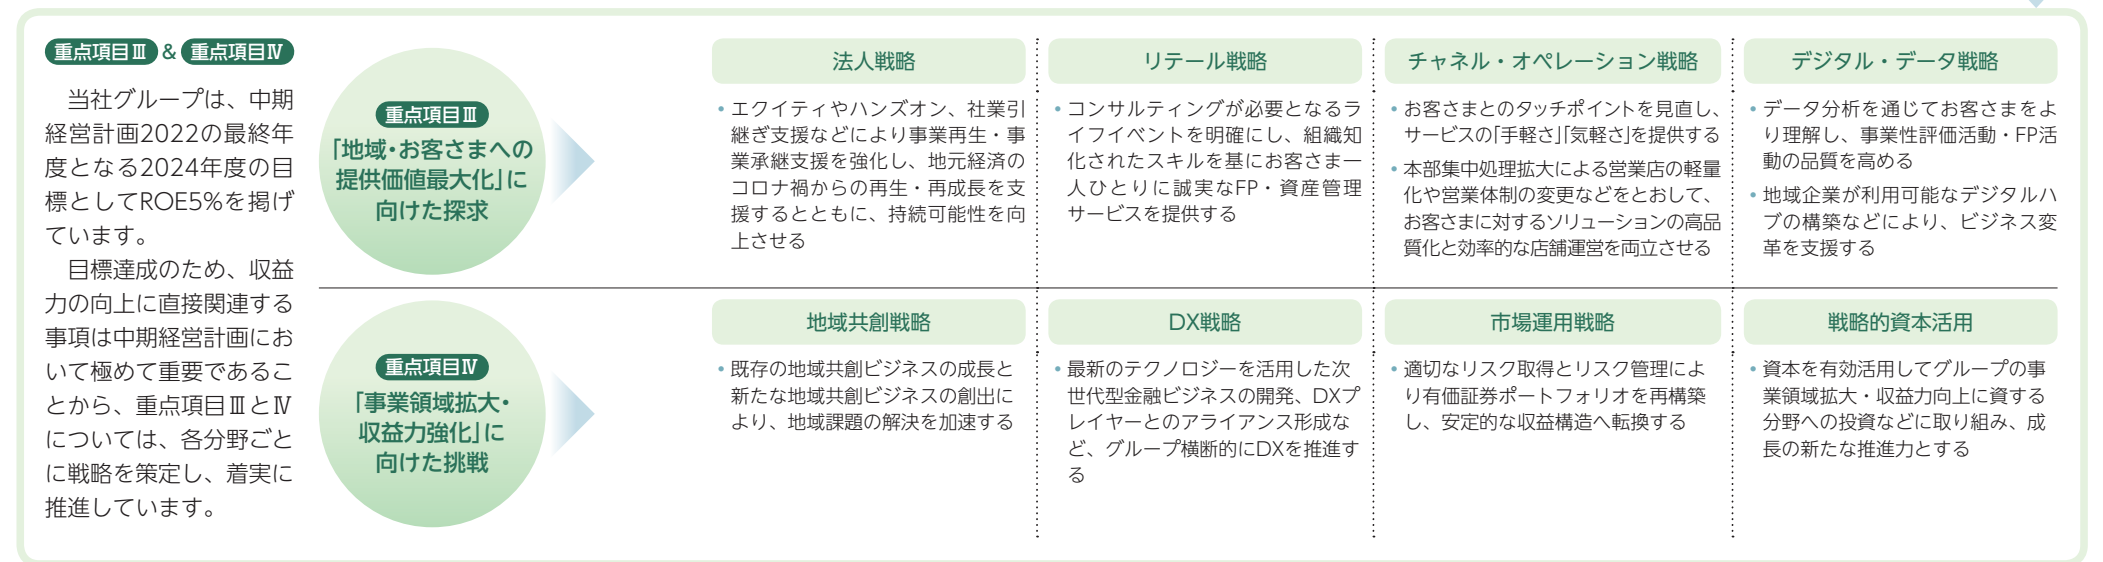 重点項目Ⅲ & 重点項目Ⅳ
当社グループは、中期
経営計画2022の最終年
度となる2024年度の目
標としてROE5%を掲げ
ています。
目標達成のため、収益
力の向上に直接関連する
事項は中期経営計画にお
いて極めて重要であるこ
とから、重点項目ⅢとⅣ
については、各分野ごと
に戦略を策定し、着実に
推進しています。
重点項目Ⅲ
「地域・お客さまへの
提供価値最大化」に
向けた探求
法人戦略
・エクイティやハンズオン、社業引
継ぎ支援などにより事業再生・事
業承継支援を強化し、地元経済の
コロナ禍からの再生・再成長を支
援するとともに、持続可能性を向
上させる
リテール戦略
・コンサルティングが必要となるラ
イフイベントを明確にし、組織知
化されたスキルを基にお客さま一
人ひとりに誠実なFP・資産管理
サービスを提供する
チャネル・オペレーション戦略
・お客さまとのタッチポイントを見直し、
サービスの「手軽さ」「気軽さ」を提供する
・本部集中処理拡大による営業店の軽量
化や営業体制の変更などをとおして、
お客さまに対するソリューションの高品
質化と効率的な店舗運営を両立させる
デジタル・データ戦略
・データ分析を通じてお客さまをよ
り理解し、事業性評価活動・FP活
動の品質を高める
・地域企業が利用可能なデジタルハ
ブの構築などにより、ビジネス変
革を支援する
重点項目Ⅳ
「事業領域拡大・
収益力強化」に
向けた挑戦
地域共創戦略
・既存の地域共創ビジネスの成長と
新たな地域共創ビジネスの創出に
より、地域課題の解決を加速する
DX戦略
・最新のテクノロジーを活用した次
世代型金融ビジネスの開発、DXプ
レイヤーとのアライアンス形成な
ど、グループ横断的にDXを推進す
る
市場運用戦略
・適切なリスク取得とリスク管理によ
り有価証券ポートフォリオを再構築
し、安定的な収益構造へ転換する
戦略的資本活用
・資本を有効活用してグループの事
業領域拡大・収益力向上に資する
分野への投資などに取り組み、成
長の新たな推進力とする